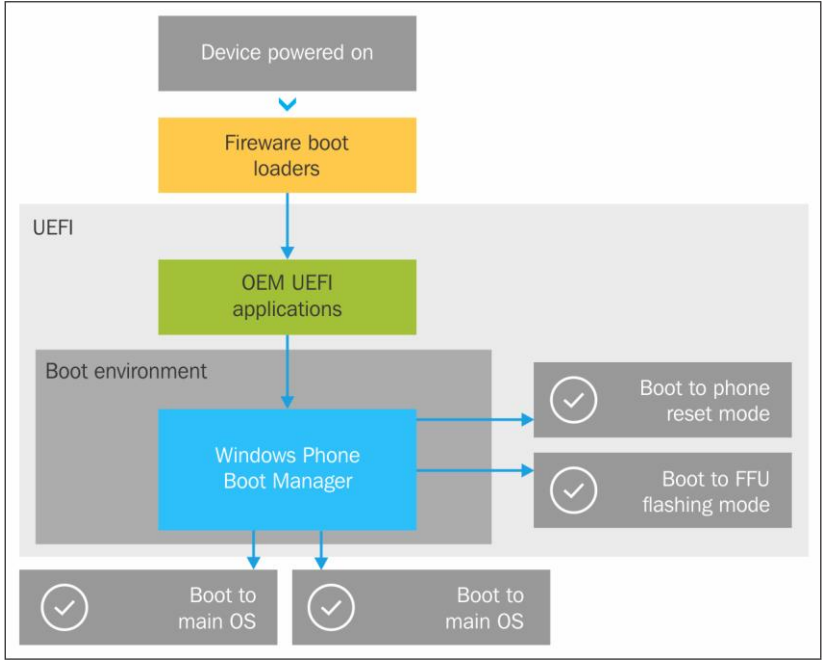 Device powered on
Fireware boot
loaders
UEFI
OEM UEFI
applications
Boot environment
Windows Phone
Boot Manager
Boot to phone
reset mode
Boot to FFU
flashing mode
Boot to
main OS
Boot to
main OS